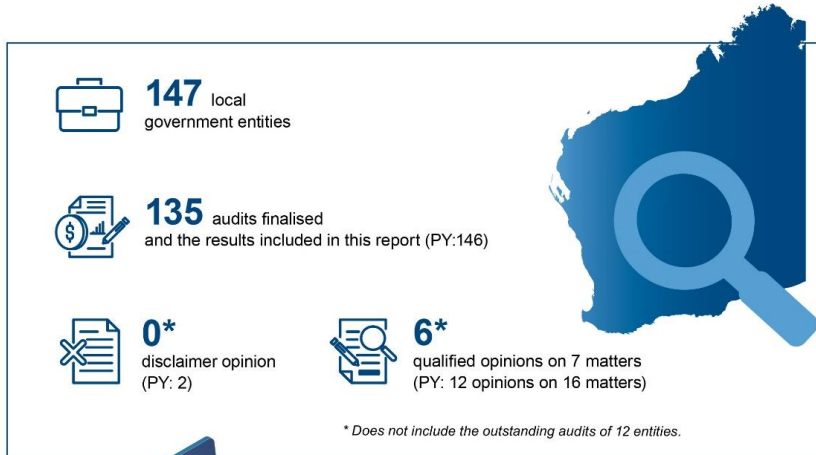 147 local
government entities
135 audits finalised
and the results included in this report (PY:146)
0*
disclaimer opinion
(PY: 2)
6*
qualified opinions on 7 matters
(PY: 12 opinions on 16 matters)
* Does not include the outstanding audits of 12 entities.